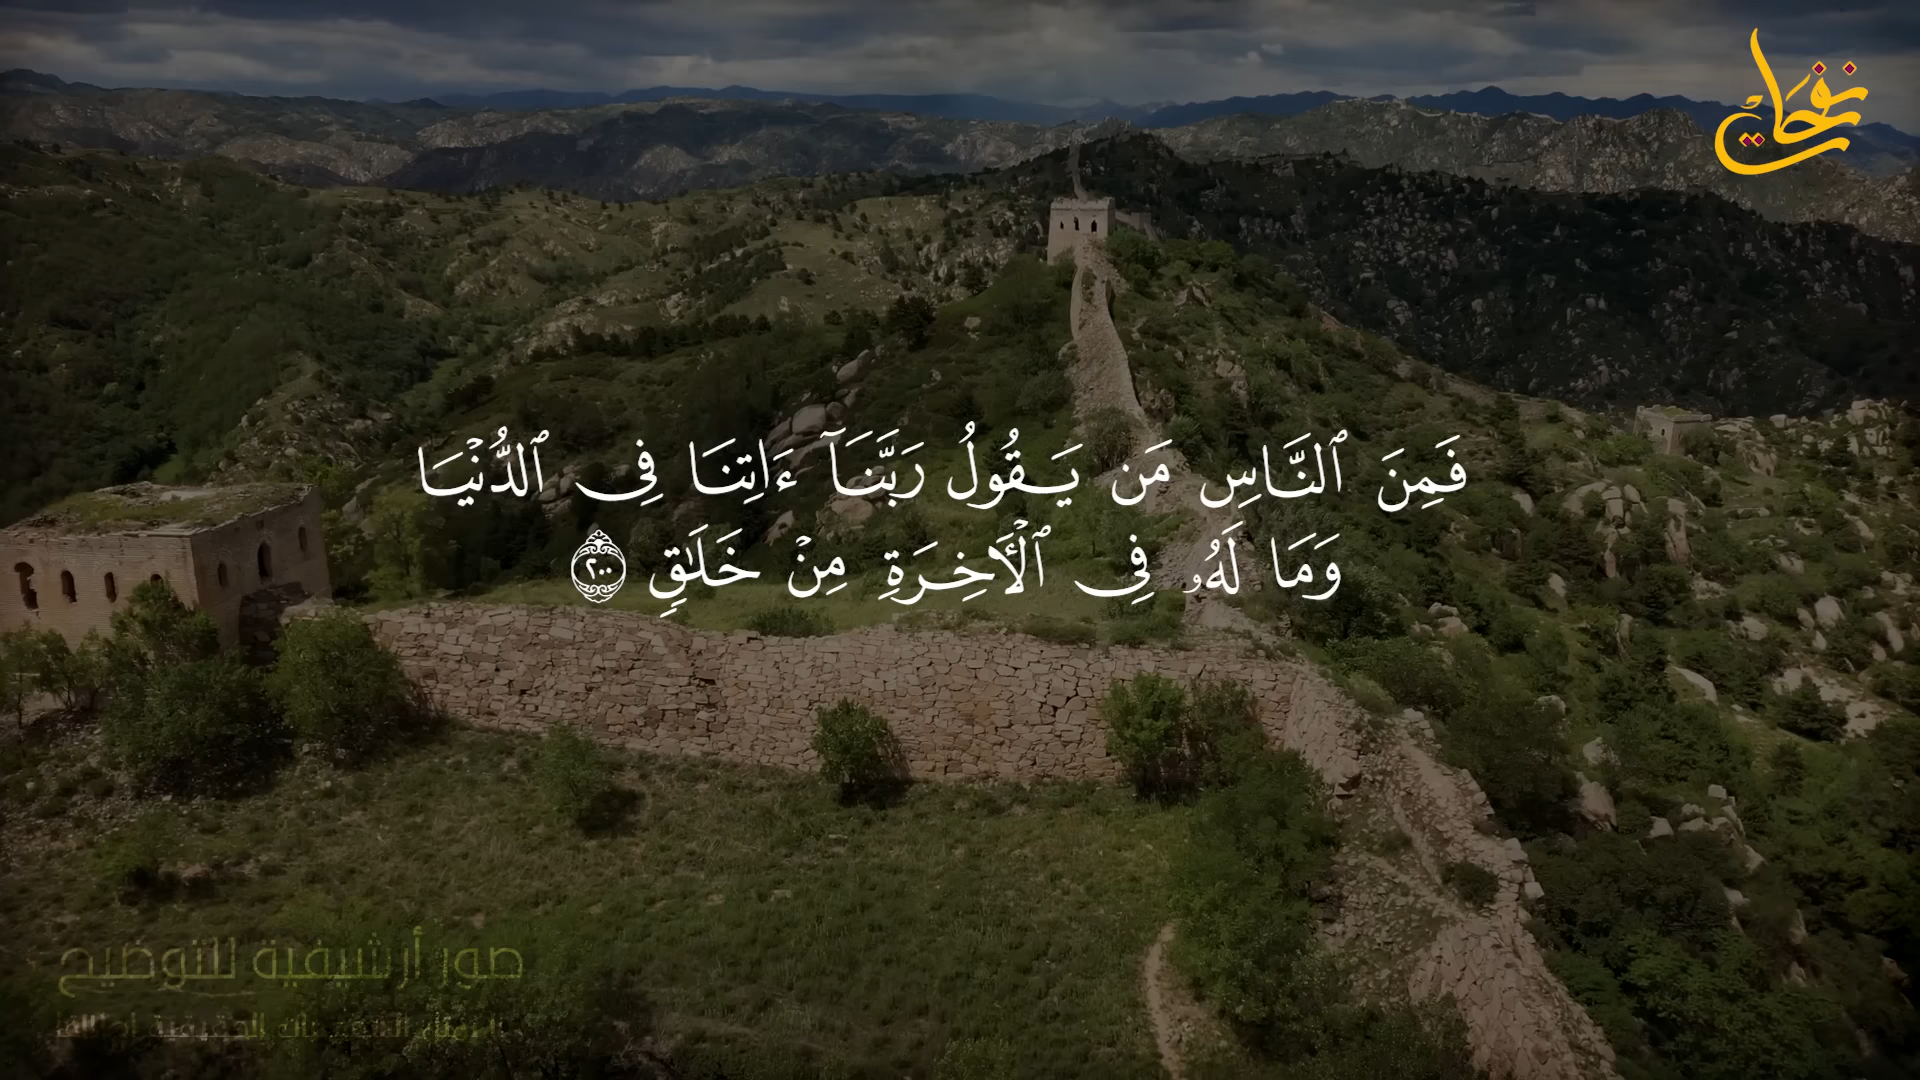 نفحات
فَمِنَ ٱلنَّاسِ مَن يَقُولُ رَبَّنَآ ءَاتِنَا فِى ٱلدُّنْيَا
وَمَا لَهُۥ فِى ٱلْأَخِرَةِ مِنْ خَلَٰقٍ ٢٠٠
صور أرشيفية للتوضيح